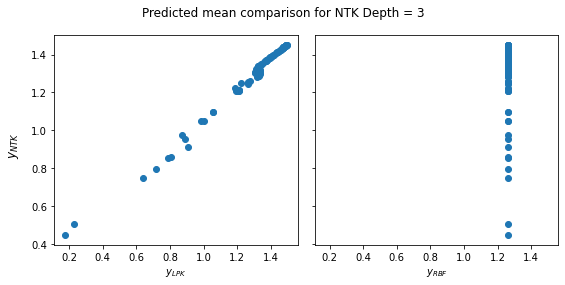 Predicted mean comparison for NTK Depth = 3
y_NTK
1.4
1.2
1.0
0.8
0.6
0.4
0.2 0.4 0.6 0.8 1.0 1.2 1.4
y_LPK
0.2 0.4 0.6 0.8 1.0 1.2 1.4
y_RBF